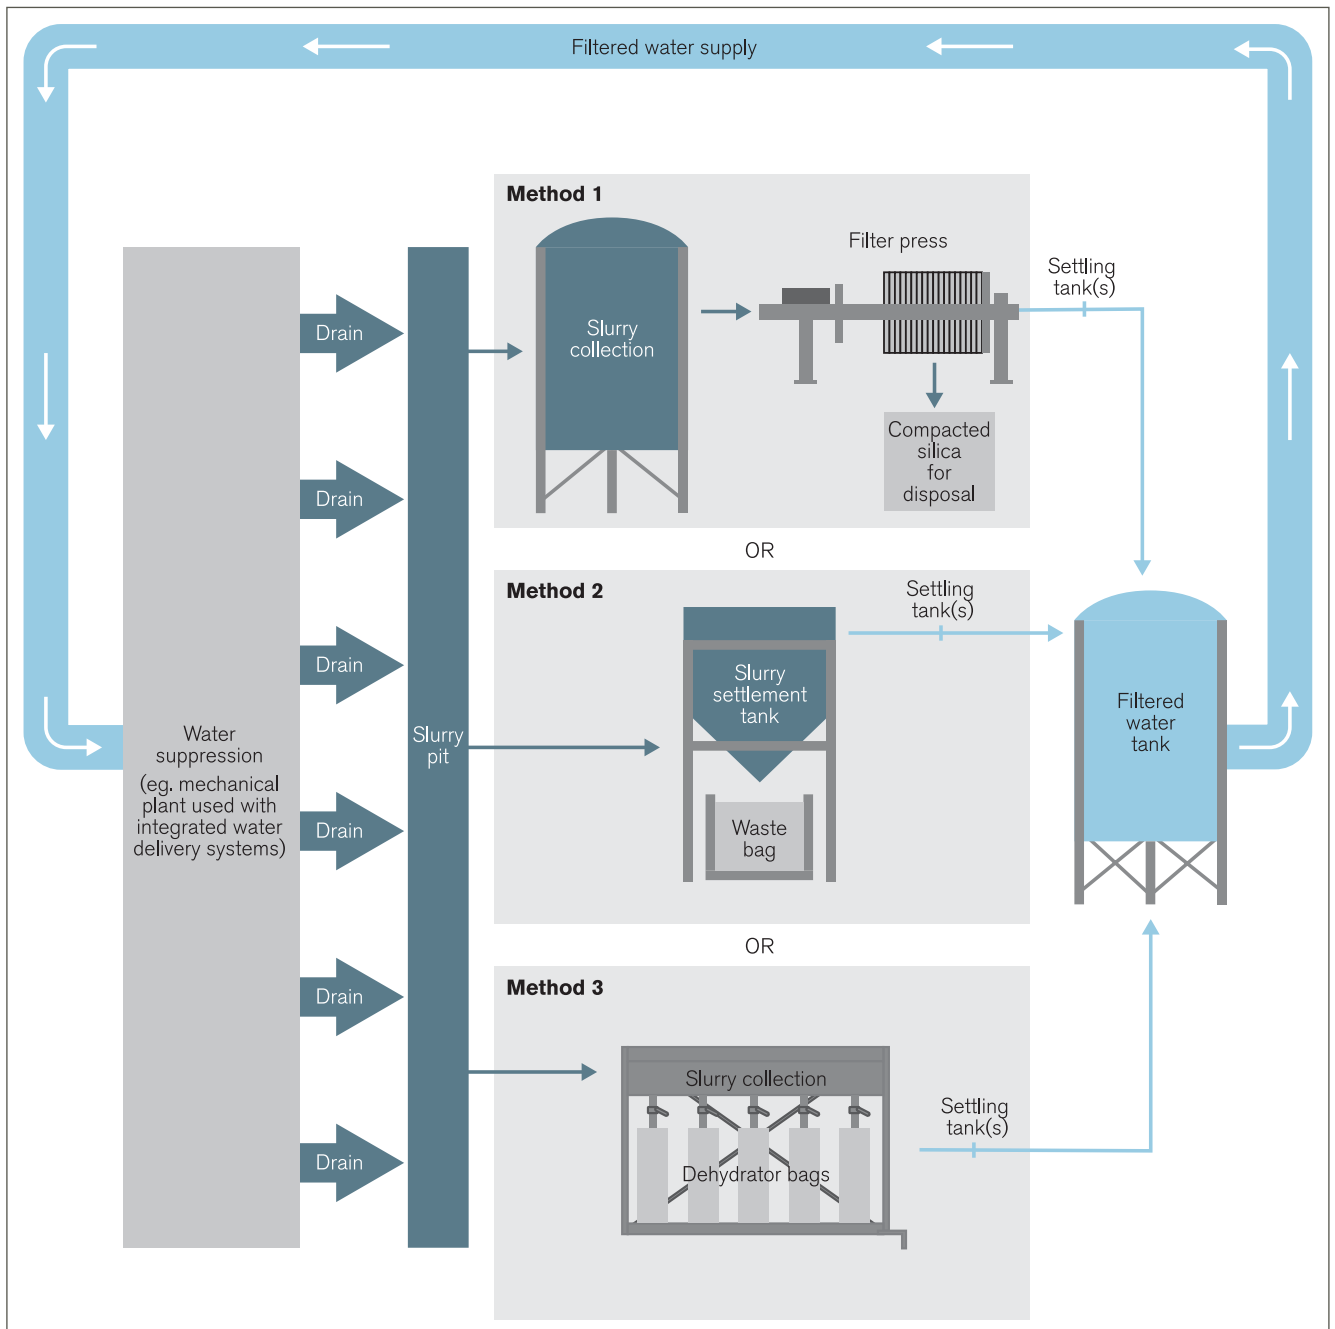 Filtered water supply
Method 1
Filter press
Settling
tank(s)
Drain
Slurry
collection
Compacted
silica
for
disposal
Drain
OR
Method 2
Settling
tank(s)
Drain
Slurry
settlement
tank
Filtered
water
tank
Water
suppression
(eg. mechanical
plant used with
integrated water
delivery systems)
Slurry
pit
Drain
Waste
bag
OR
Method 3
Drain
Slurry collection
Settling
tank(s)
Drain
Dehydrator bags